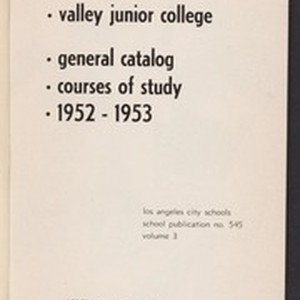 • valley junior college
• general catalog
• courses of study
• 1952 - 1953
los angeles city schools
school publication no. 545
volume 3